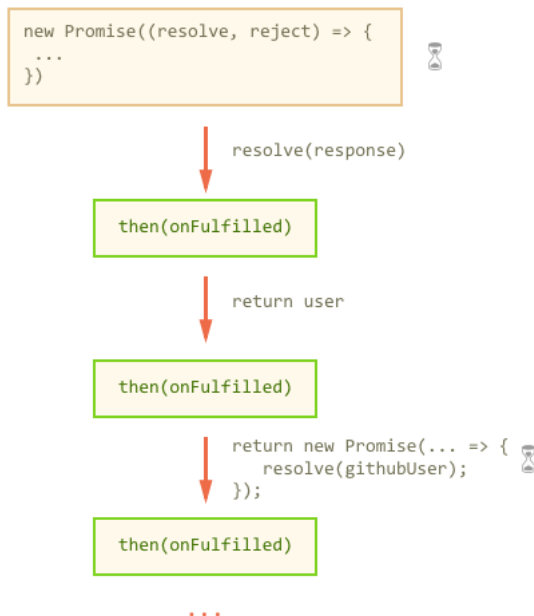 new Promise((resolve, reject) => {
...
})
resolve(response)
then(onFulfilled)
return user
then(onFulfilled)
return new Promise(... => {
resolve(githubUser);
});
then(onFulfilled)
...